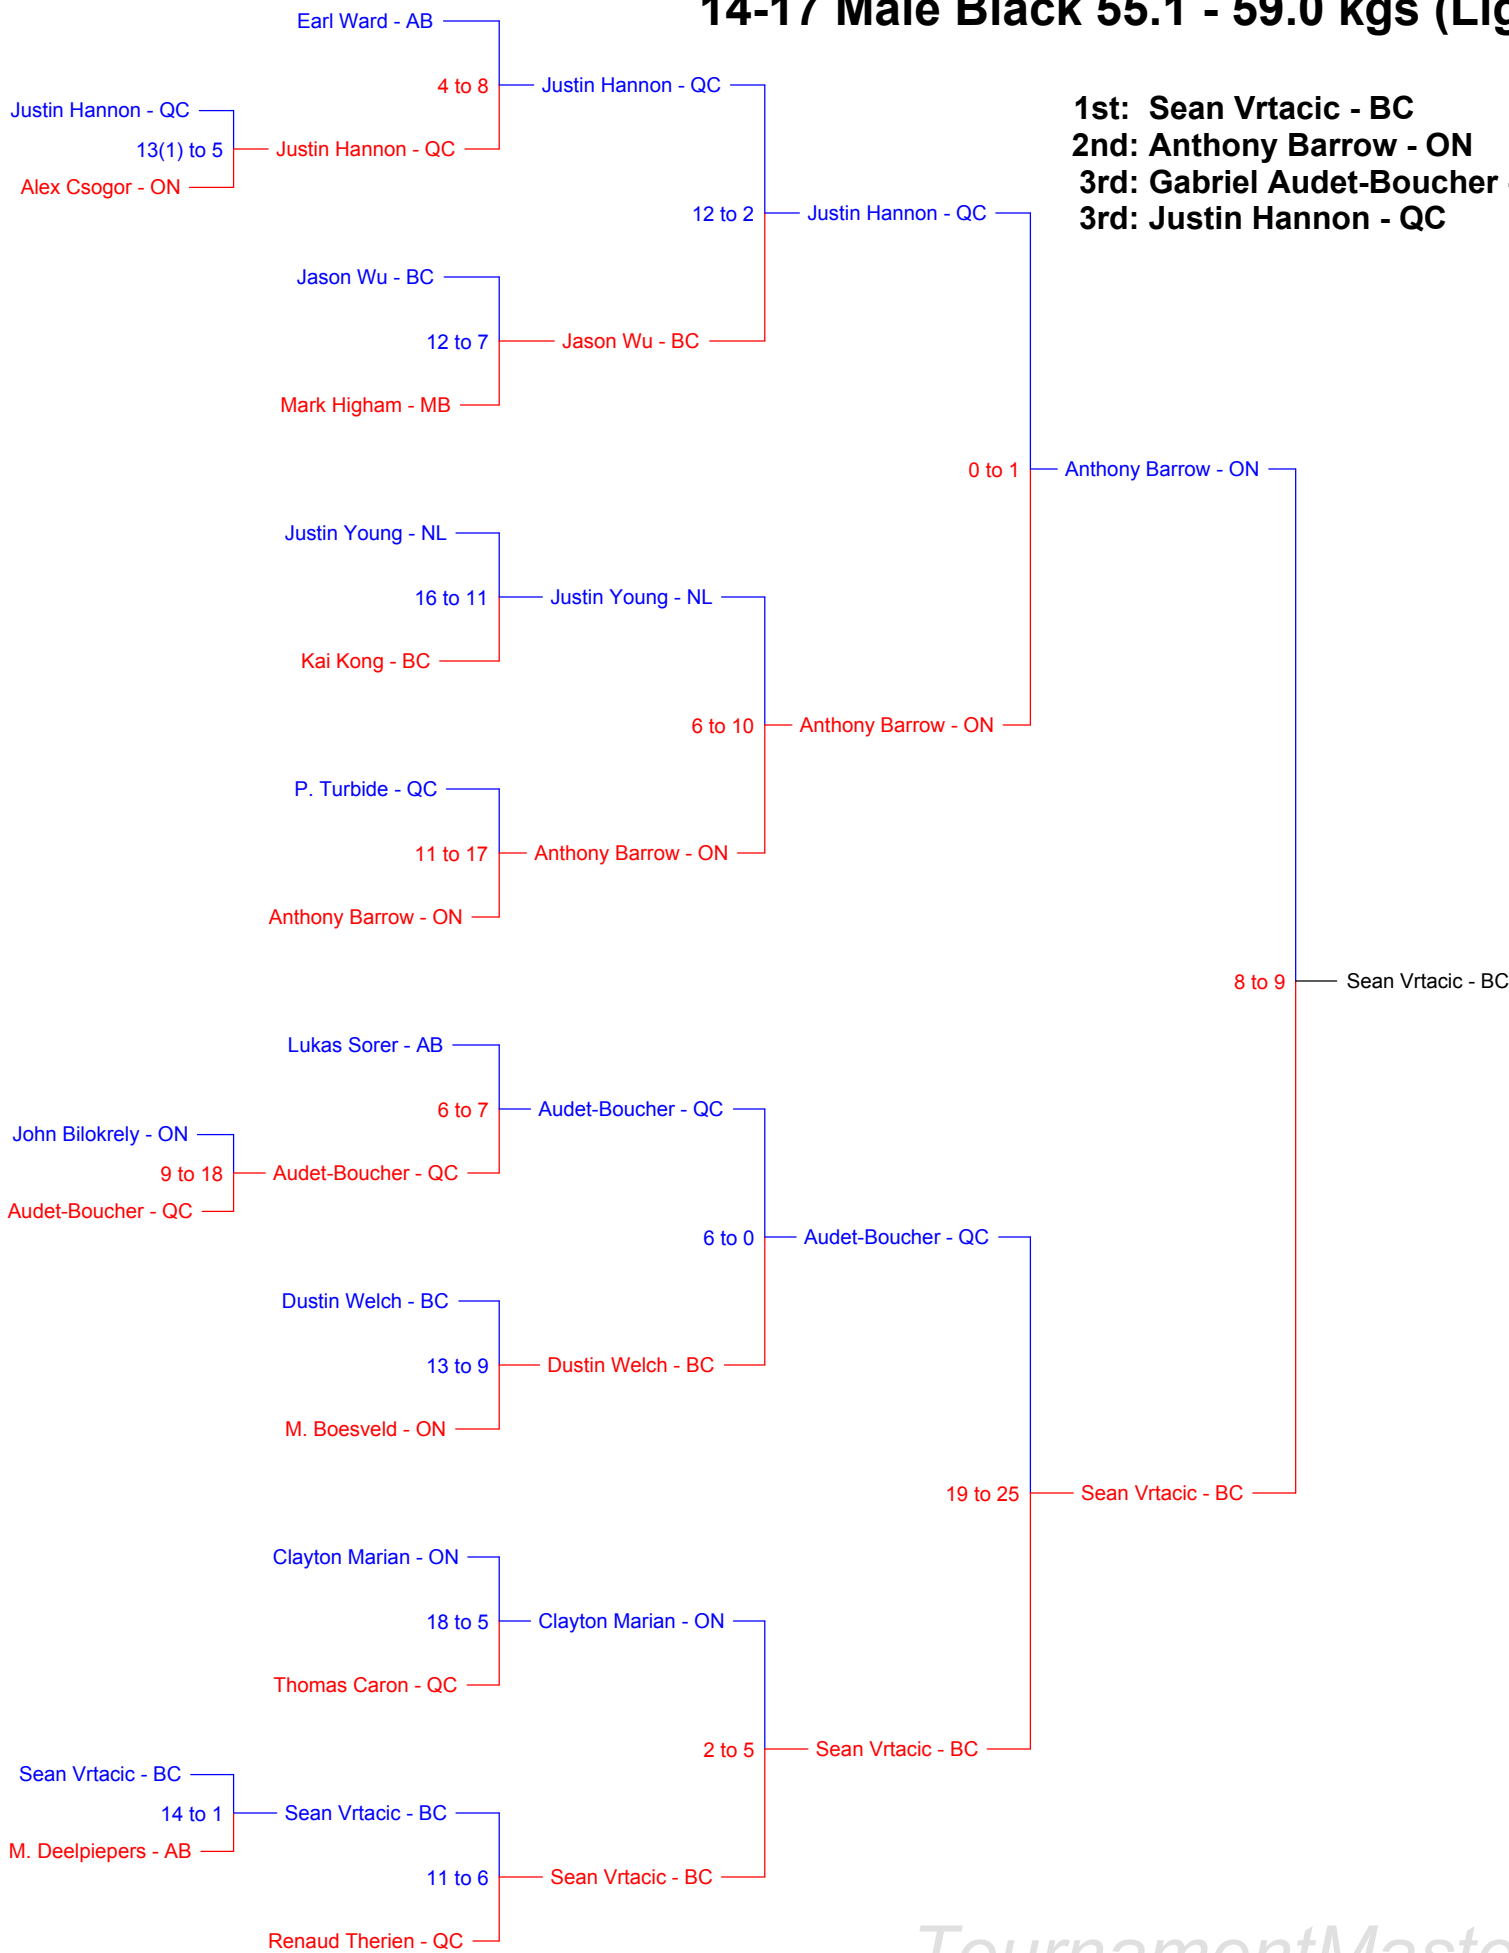 14-17 Male Black 55.1 - 59.0 kgs
1st: Sean Vrtacic - BC
2nd: Anthony Barrow - ON
3rd: Gabriel Audet-Boucher
3rd: Justin Hannon - QC
Earl Ward - AB
4 to 8
Justin Hannon - QC
Justin Hannon - QC
13(1) to 5
Justin Hannon - QC
Alex Csogor - ON
12 to 2
Justin Hannon - QC
Jason Wu - BC
12 to 7
Jason Wu - BC
Mark Higham - MB
0 to 1
Anthony Barrow - ON
Justin Young - NL
16 to 11
Justin Young - NL
Kai Kong - BC
6 to 10
Anthony Barrow - ON
P. Turbide - QC
11 to 17
Anthony Barrow - ON
Anthony Barrow - ON
8 to 9
Sean Vrtacic - BC
Lukas Sorer - AB
6 to 7
Audet-Boucher - QC
John Bilokrely - ON
9 to 18
Audet-Boucher - QC
Audet-Boucher - QC
6 to 0
Audet-Boucher - QC
Dustin Welch - BC
13 to 9
Dustin Welch - BC
M. Boesveld - ON
19 to 25
Sean Vrtacic - BC
Clayton Marian - ON
18 to 5
Clayton Marian - ON
Thomas Caron - QC
2 to 5
Sean Vrtacic - BC
Sean Vrtacic - BC
14 to 1
Sean Vrtacic - BC
M. Deelpiepers - AB
11 to 6
Sean Vrtacic - BC
Renaud Therien - QC